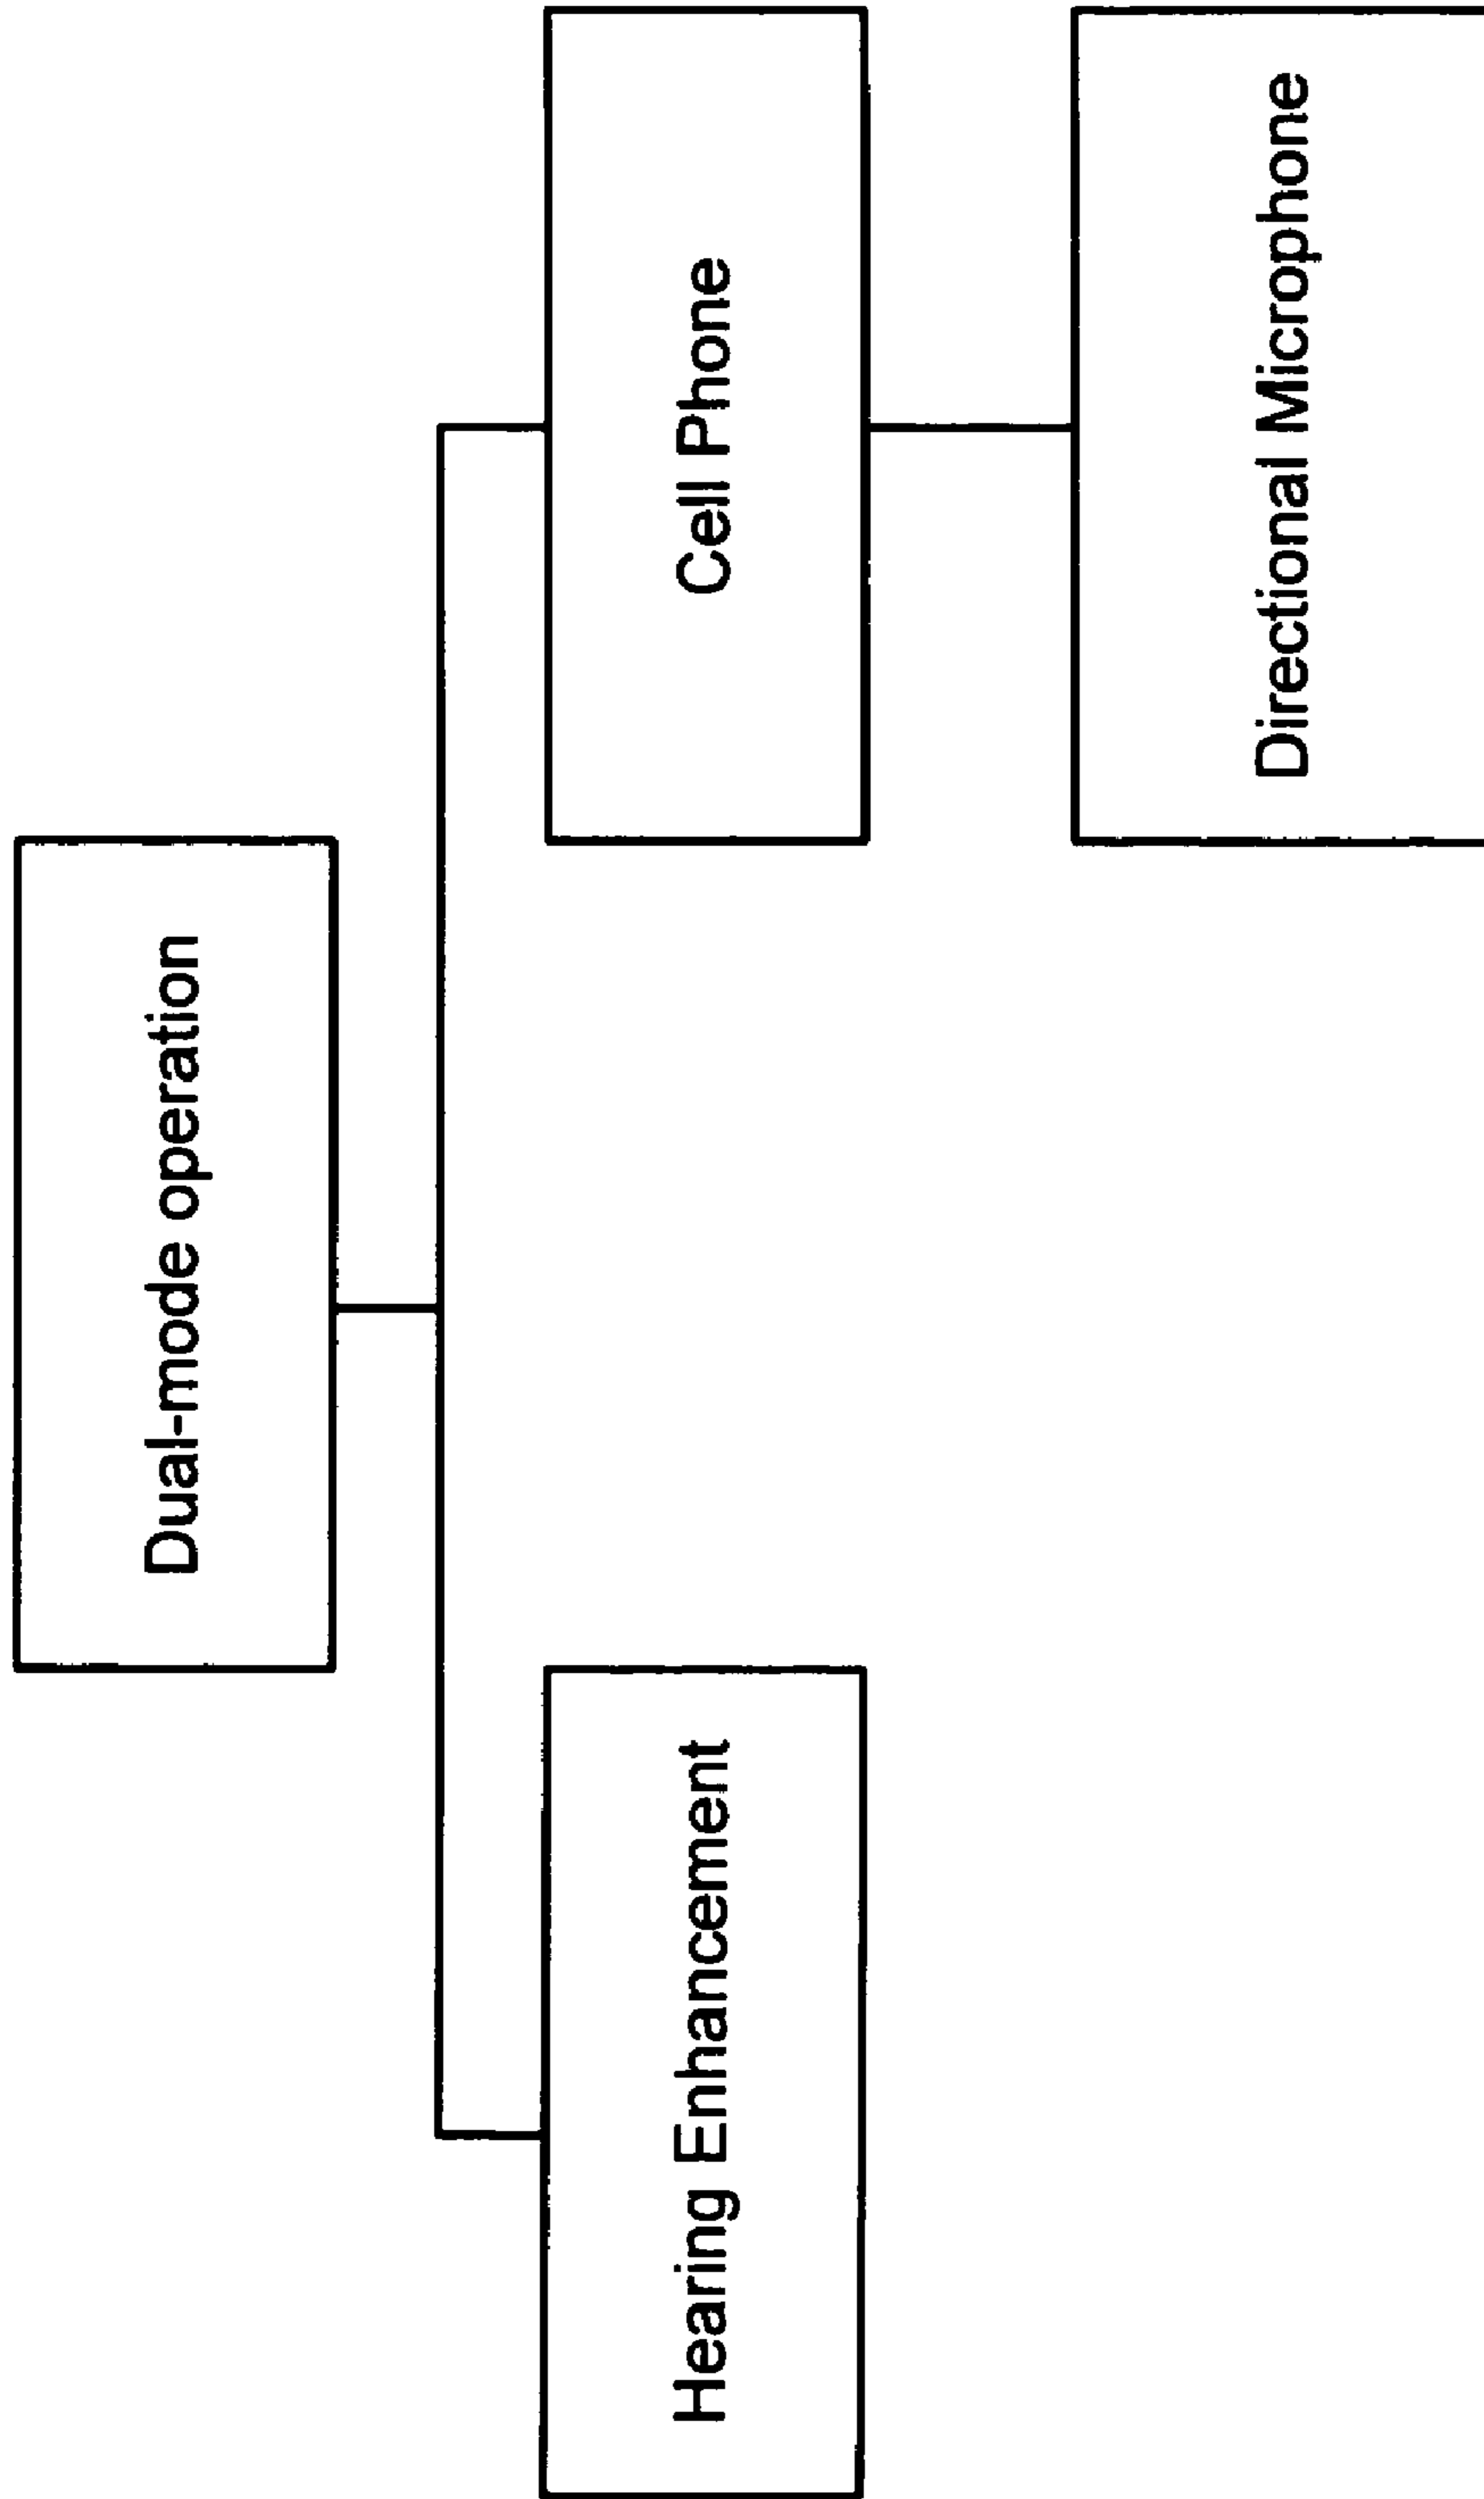 Dual-mode operation
Hearing Enhancement
Cell Phone
Directional Microphone